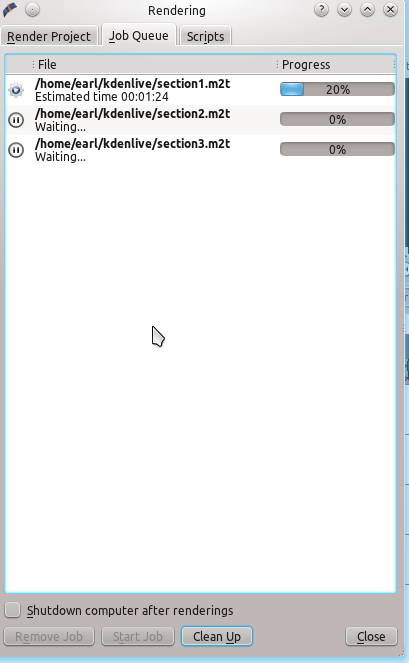 Rendering
Render Project Job Queue Scripts
File Progress
/home/earl/kdenlive/section1.m2t
Estimated time 00:01:24
20%
/home/earl/kdenlive/section2.m2t
Waiting...
0%
/home/earl/kdenlive/section3.m2t
Waiting...
0%
Shutdown computer after renderings
Remove Job Start Job Clean Up Close